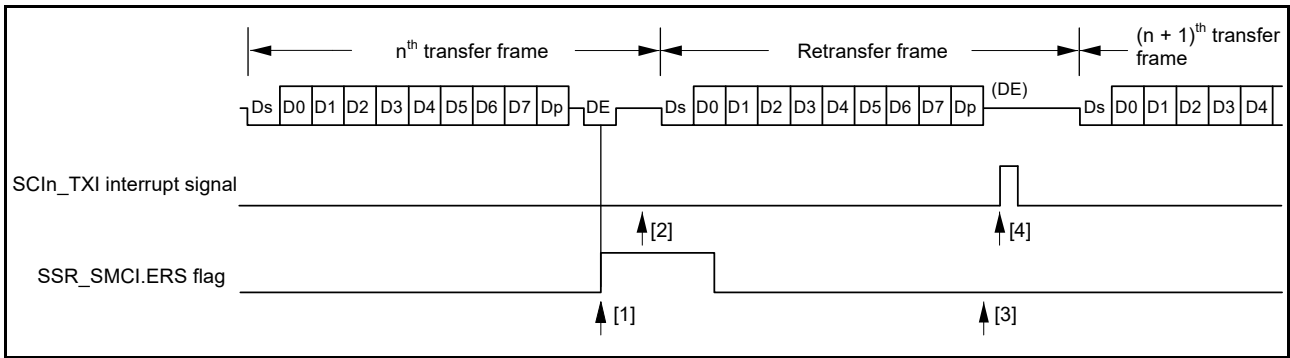 nth transfer frame
Retransfer frame
(n + 1)th transfer
frame
Ds D0 D1 D2 D3 D4 D5 D6 D7 Dp DE Ds D0 D1 D2 D3 D4 D5 D6 D7 Dp (DE) Ds D0 D1 D2 D3 D4
SCIn_TXI interrupt signal
[2] [4]
SSR_SMCI.ERS flag
[1] [3]